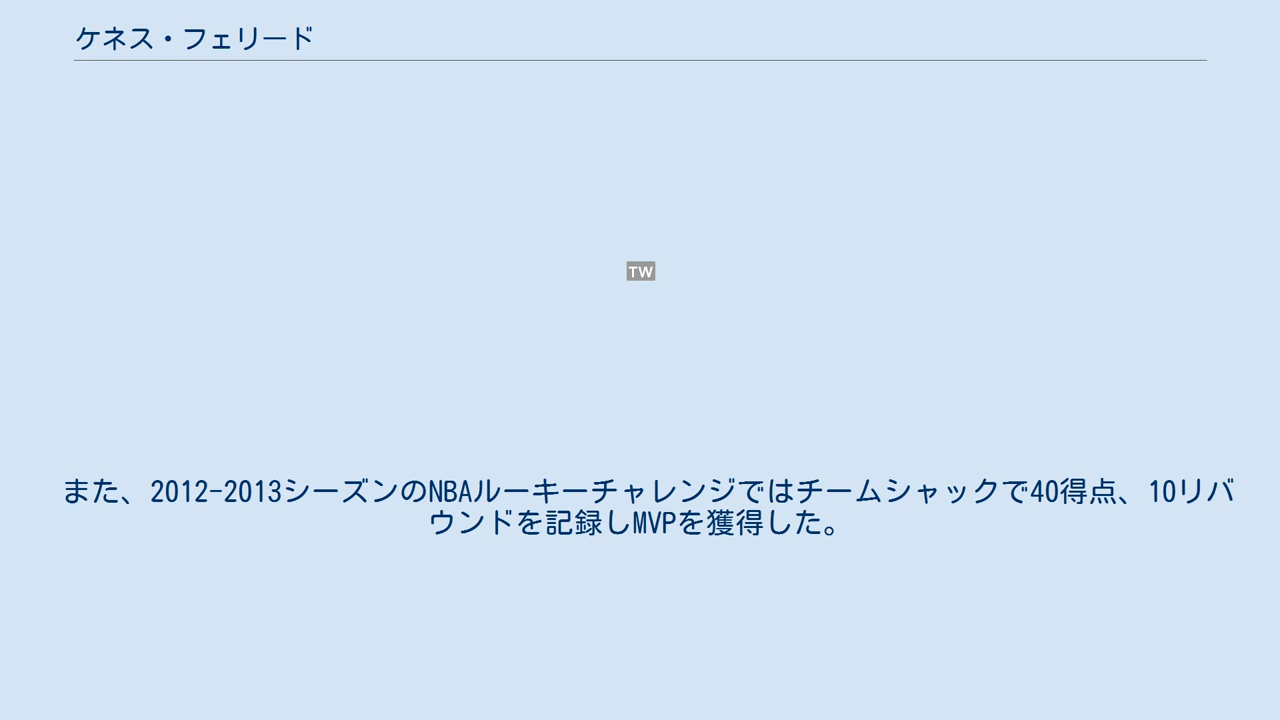 ケネス・フェリード
TW
また、2012-2013シーズンのNBAルーキーチャレンジではチームシャックで40得点、10リバ
ウンドを記録しMVPを獲得した。